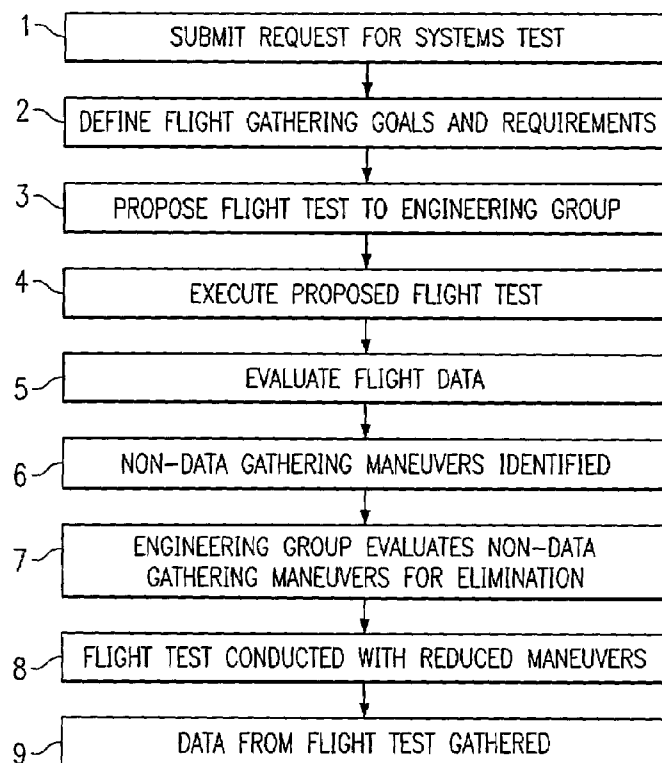 1 SUBMIT REQUEST FOR SYSTEMS TEST
2 DEFINE FLIGHT GATHERING GOALS AND REQUIREMENTS
3 PROPOSE FLIGHT TEST TO ENGINEERING GROUP
4 EXECUTE PROPOSED FLIGHT TEST
5 EVALUATE FLIGHT DATA
6 NON-DATA GATHERING MANEUVERS IDENTIFIED
7 ENGINEERING GROUP EVALUATES NON-DATA
GATHERING MANEUVERS FOR ELIMINATION
8 FLIGHT TEST CONDUCTED WITH REDUCED MANEUVERS
9 DATA FROM FLIGHT TEST GATHERED